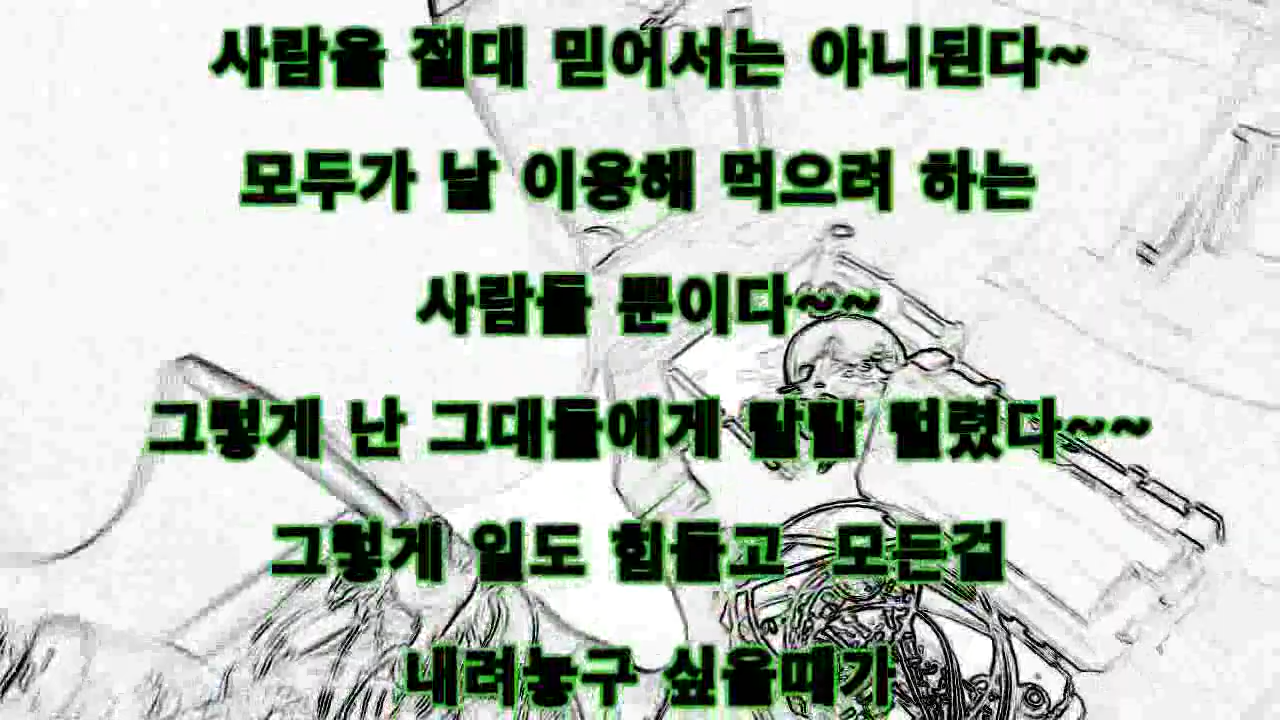 사람을 절대 믿어서는 아니된다~
모두가 날 이용해 먹으려 하는
사람들 뿐이다~~
그렇게 난 그대들에게 탈탈 털렸다~~
그렇게 일도 힘들고 모든걸
내려놓구 싶을때가